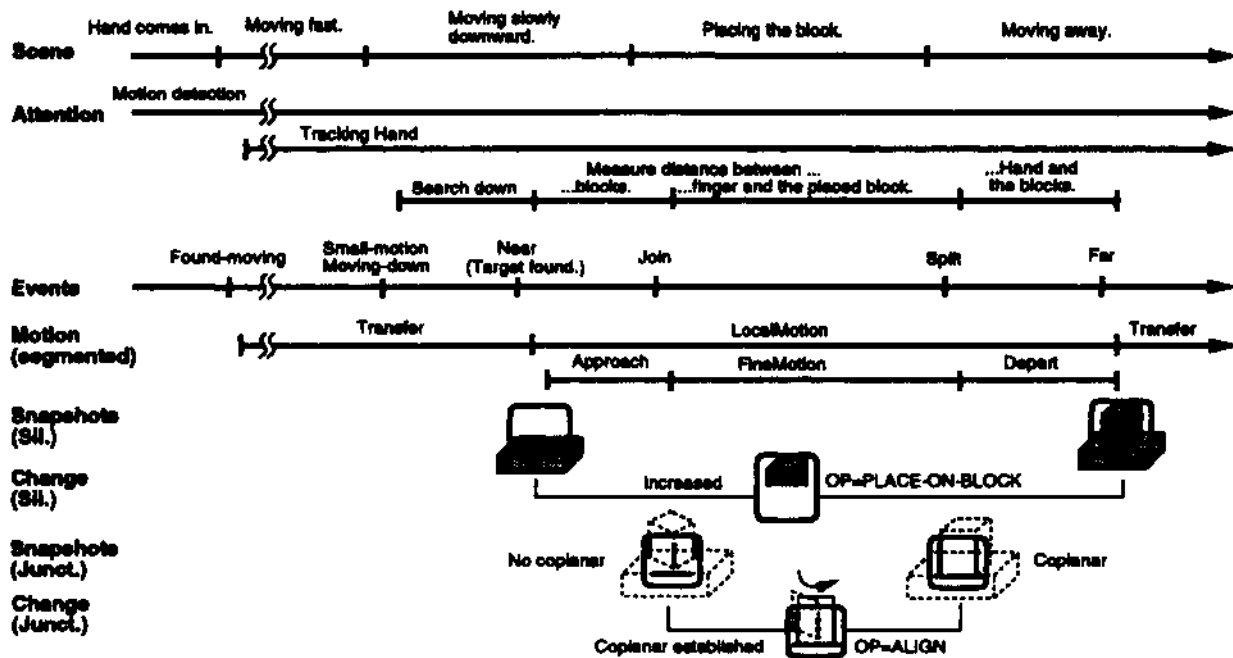 Hand comes in.
Moving fast.
Moving slowly
downward.
Placing the block.
Moving away.
Scene
Motion detection
Attention
Tracking Hand
Measure distance between ...
...Hand and
Search down
...blocks.
...finger and the placed block.
the blocks.
Found-moving
Small-motion
Moving-down
Near
(Target found.)
Join
Split
Far
Events
Motion
(segmented)
Transfer
LocalMotion
Transfer
Approach
FineMotion
Depart
Snapshots
(Sil.)
Change
(Sil.)
Increased
OP=PLACE-ON-BLOCK
Snapshots
(Junct.)
No coplanar
Coplanar
Change
(Junct.)
Coplanar established
OP=ALIGN